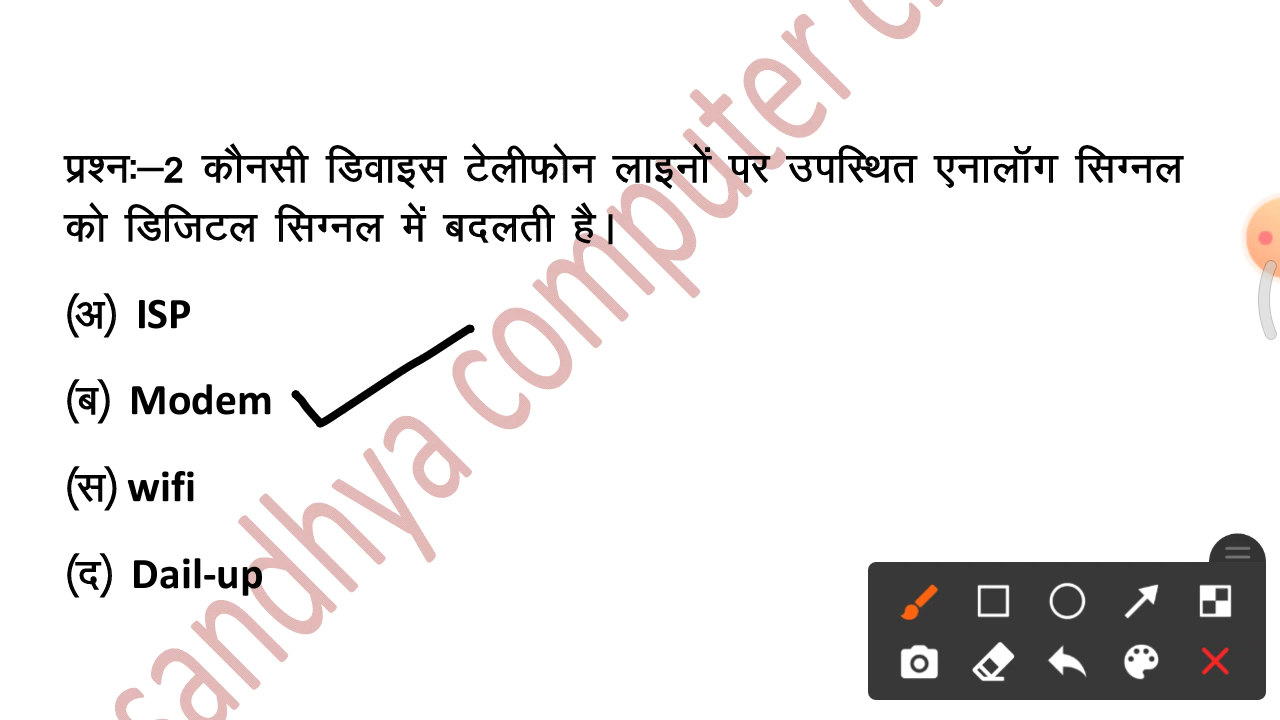 प्रश्नः–2 कौनसी डिवाइस टेलीफोन लाइनों पर उपस्थित एनालॉग सिग्नल
को डिजिटल सिग्नल में बदलती है।
(अ) ISP
(ब) Modem
(स) wifi
(द) Dail-up
sandhya computer